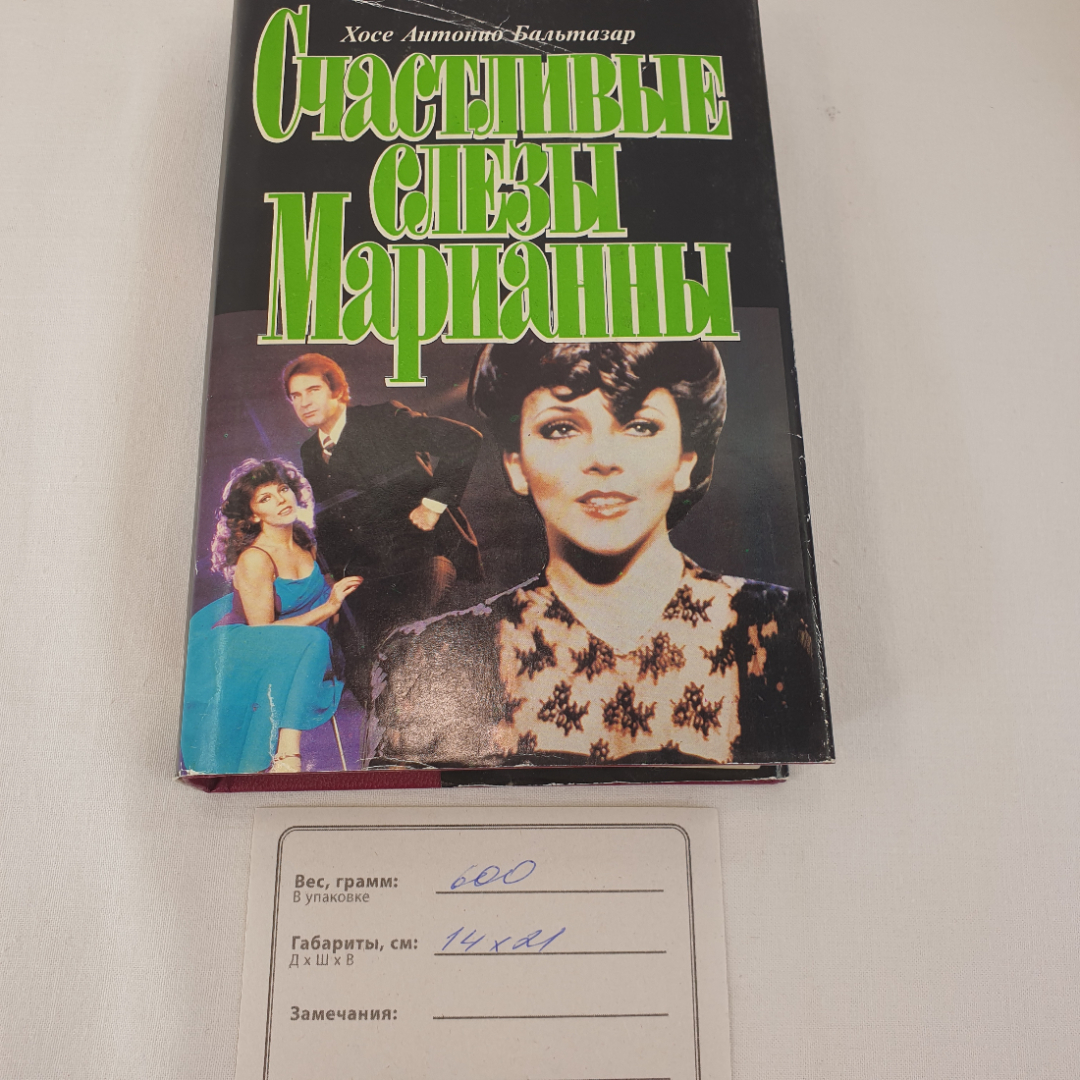 Хосе Антонио Бальтазар
Счастливые
слезы
Марианны
Вес, грамм: 600
В упаковке
Габариты, см: 14 x 21
Д x Ш x В
Замечания: